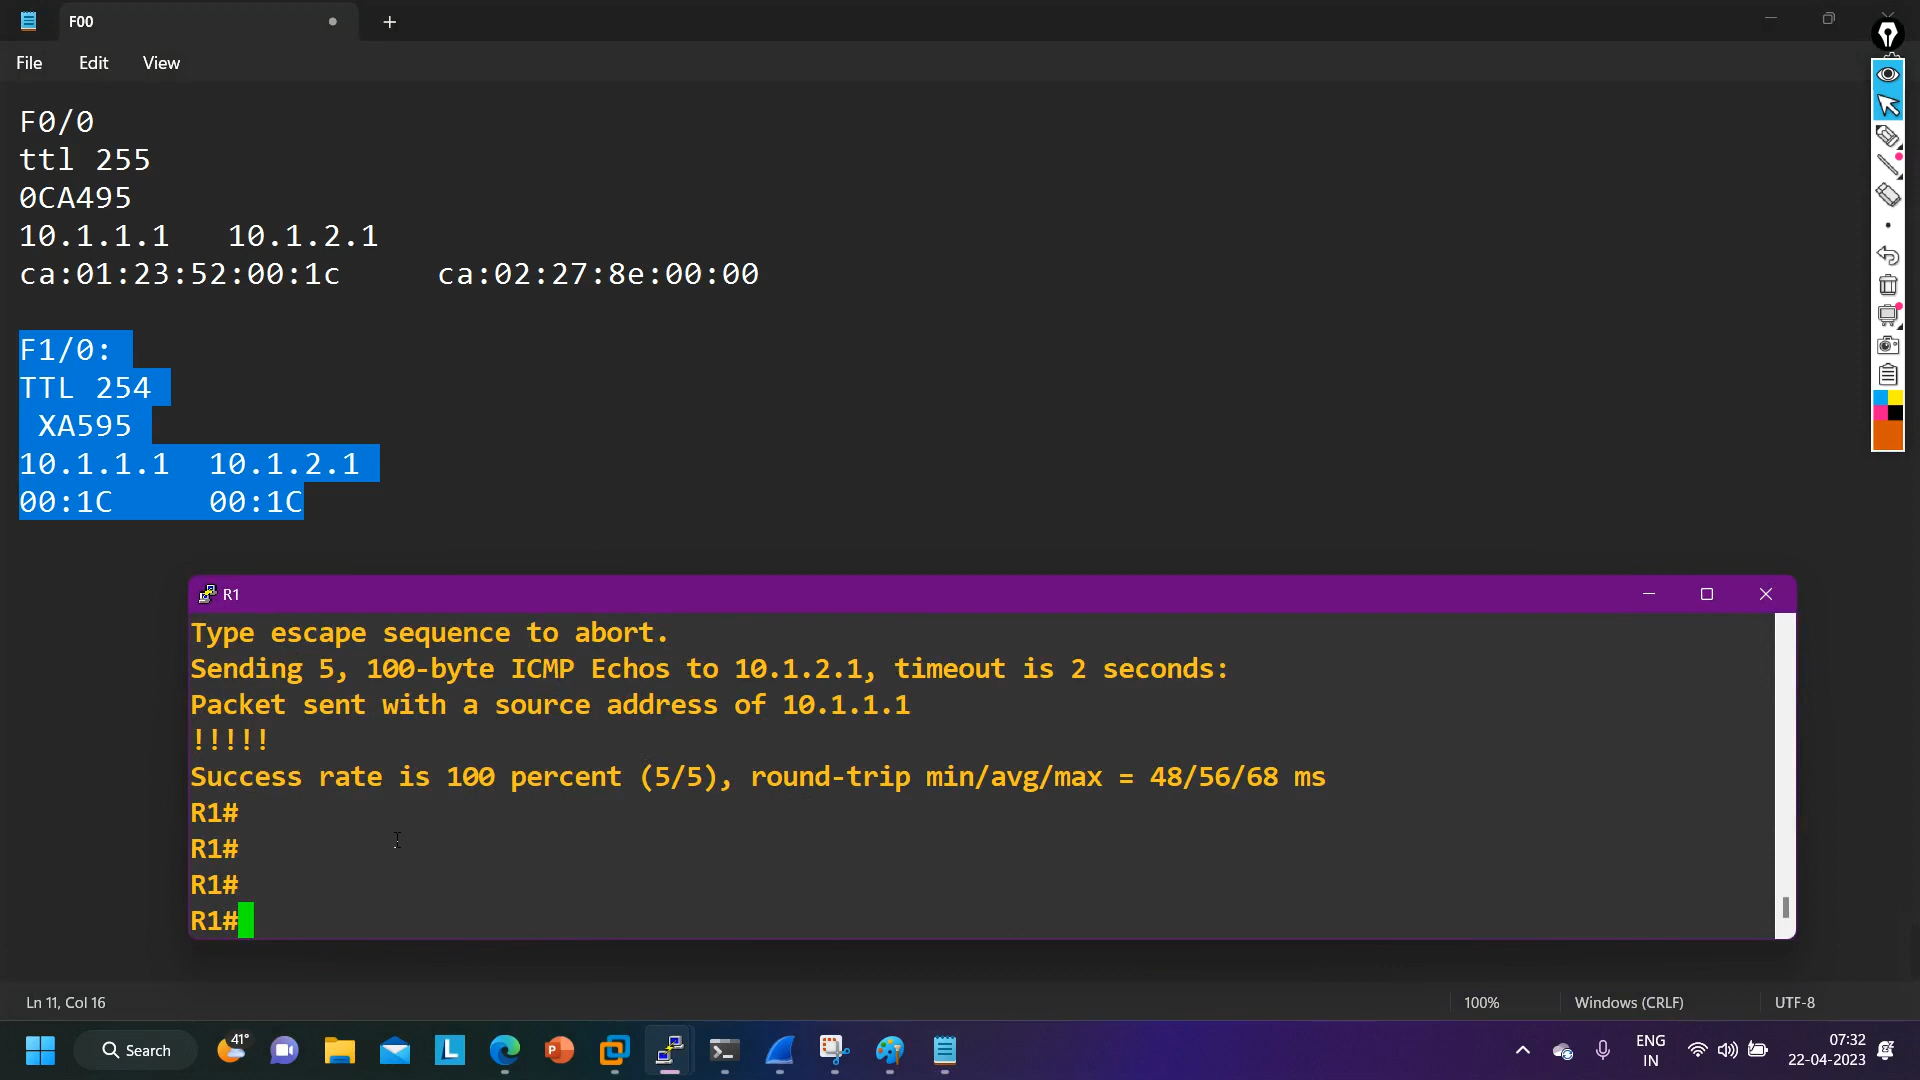 F00
File Edit View
F0/0
ttl 255
0CA495
10.1.1.1 10.1.2.1
ca:01:23:52:00:1c ca:02:27:8e:00:00
F1/0:
TTL 254
XA595
10.1.1.1 10.1.2.1
00:1C 00:1C
R1
Type escape sequence to abort.
Sending 5, 100-byte ICMP Echos to 10.1.2.1, timeout is 2 seconds:
Packet sent with a source address of 10.1.1.1
!!!!!
Success rate is 100 percent (5/5), round-trip min/avg/max = 48/56/68 ms
R1#
R1#
R1#
R1#
Ln 11, Col 16 100% Windows (CRLF) UTF-8
Search 41° L P ENG 07:32
IN 22-04-2023